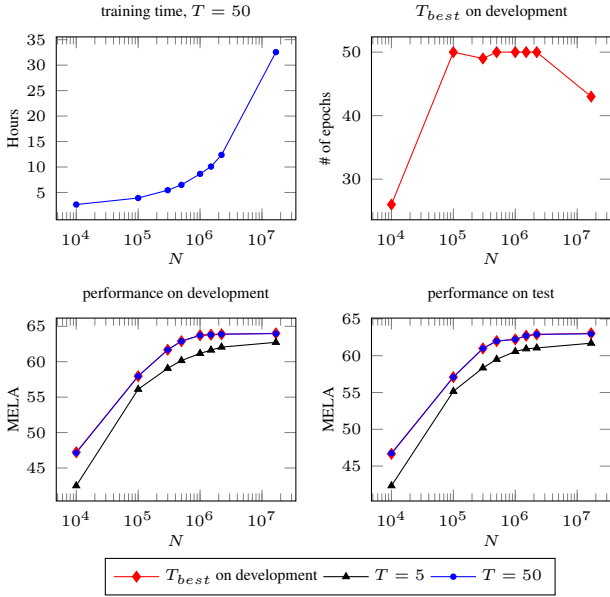 training time, T = 50
35
30
25
20
15
10
5
Hours
10^4 10^5 10^6 10^7
N
T_best on development
50
40
30
# of epochs
10^4 10^5 10^6 10^7
N
performance on development
65
60
55
50
45
MELA
10^4 10^5 10^6 10^7
N
performance on test
65
60
55
50
45
MELA
10^4 10^5 10^6 10^7
N
T_best on development T = 5 T = 50